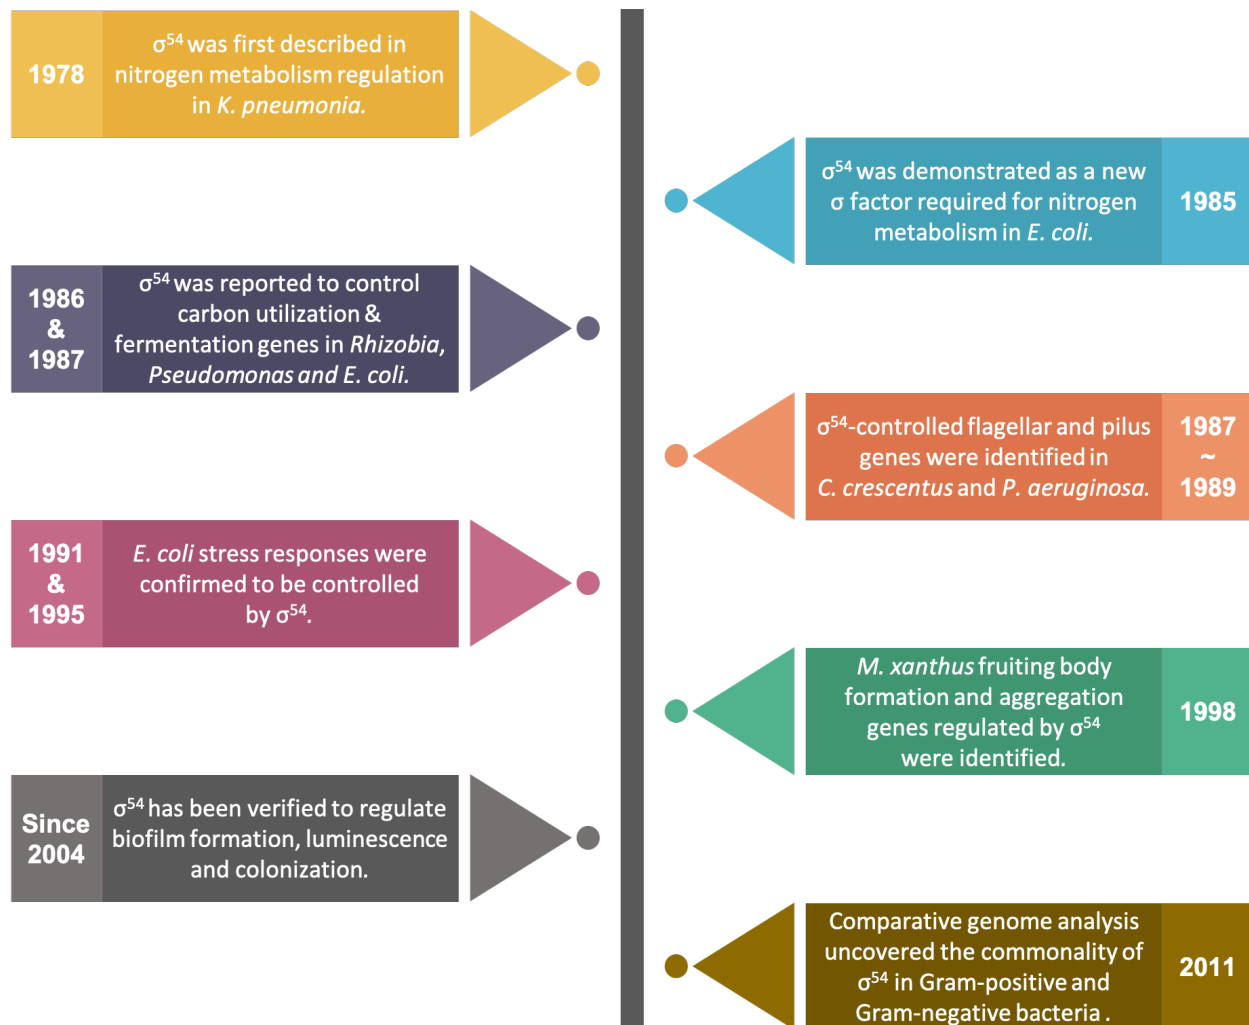 1978
σ⁵⁴ was first described in
nitrogen metabolism regulation
in K. pneumonia.
σ⁵⁴ was demonstrated as a new
σ factor required for nitrogen
metabolism in E. coli.
1985
1986
&
1987
σ⁵⁴ was reported to control
carbon utilization &
fermentation genes in Rhizobia,
Pseudomonas and E. coli.
σ⁵⁴-controlled flagellar and pilus
genes were identified in
C. crescentus and P. aeruginosa.
1987
~
1989
1991
&
1995
E. coli stress responses were
confirmed to be controlled
by σ⁵⁴.
M. xanthus fruiting body
formation and aggregation
genes regulated by σ⁵⁴
were identified.
1998
Since
2004
σ⁵⁴ has been verified to regulate
biofilm formation, luminescence
and colonization.
Comparative genome analysis
uncovered the commonality of
σ⁵⁴ in Gram-positive and
Gram-negative bacteria .
2011